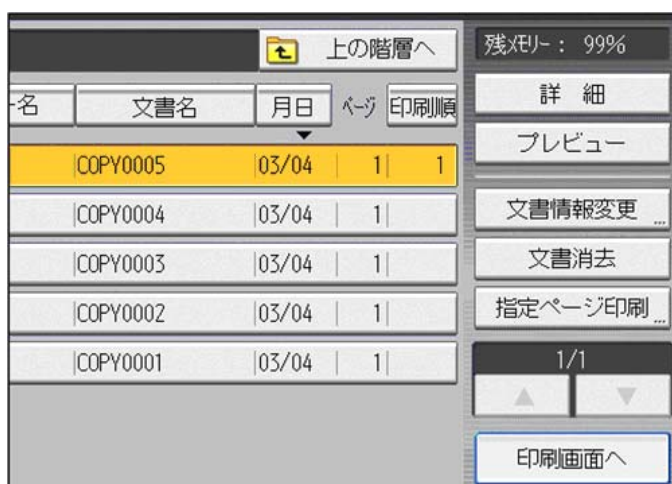 上の階層へ
残メモリー： 99%
ー名 文書名 月日 ページ 印刷順
詳 細
プレビュー
COPY0005 03/04 1 1
COPY0004 03/04 1
COPY0003 03/04 1
COPY0002 03/04 1
COPY0001 03/04 1
文書情報変更...
文書消去
指定ページ印刷...
1/1
▲ ▼
印刷画面へ